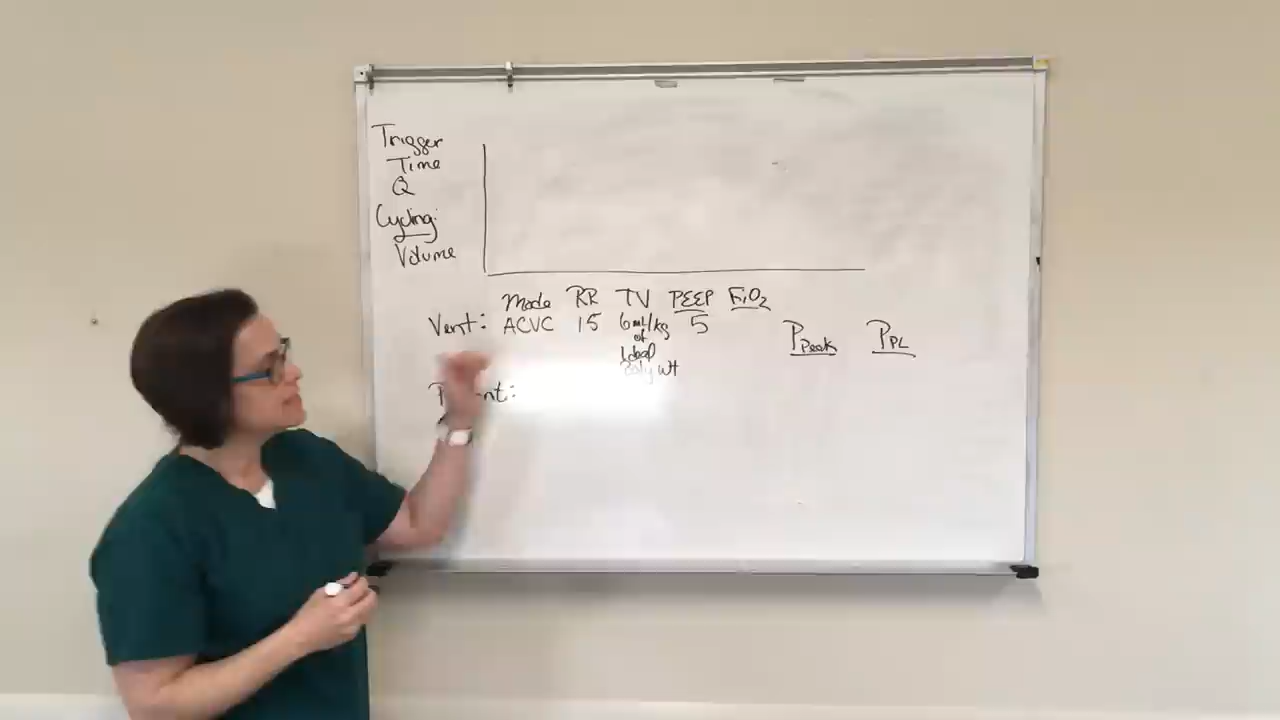 Trigger
Time
Q
Cycling:
Volume
Mode RR TV PEEP FiO2
Vent: ACVC 15 6mL/kg 5
of
Ideal
Body Wt
PPeak PPL